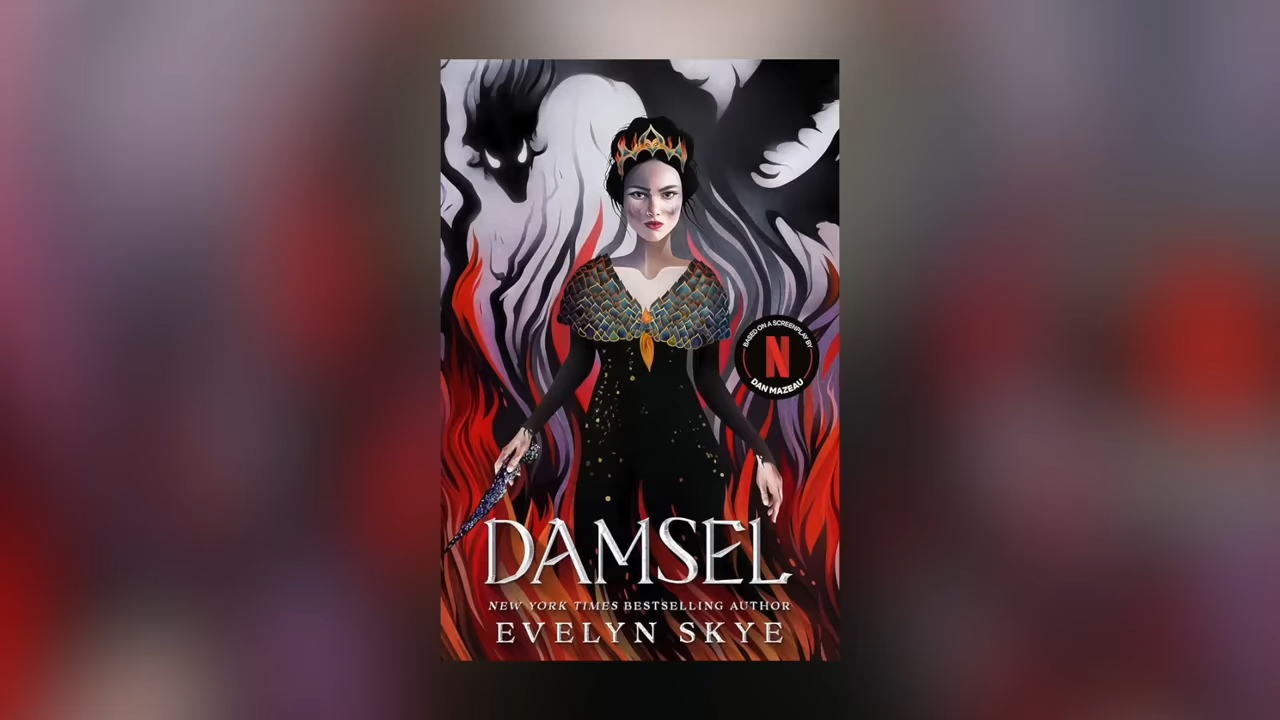 BASED ON A SCREENPLAY BY
N
DAN MAZEAU
DAMSEL
NEW YORK TIMES BESTSELLING AUTHOR
EVELYN SKYE